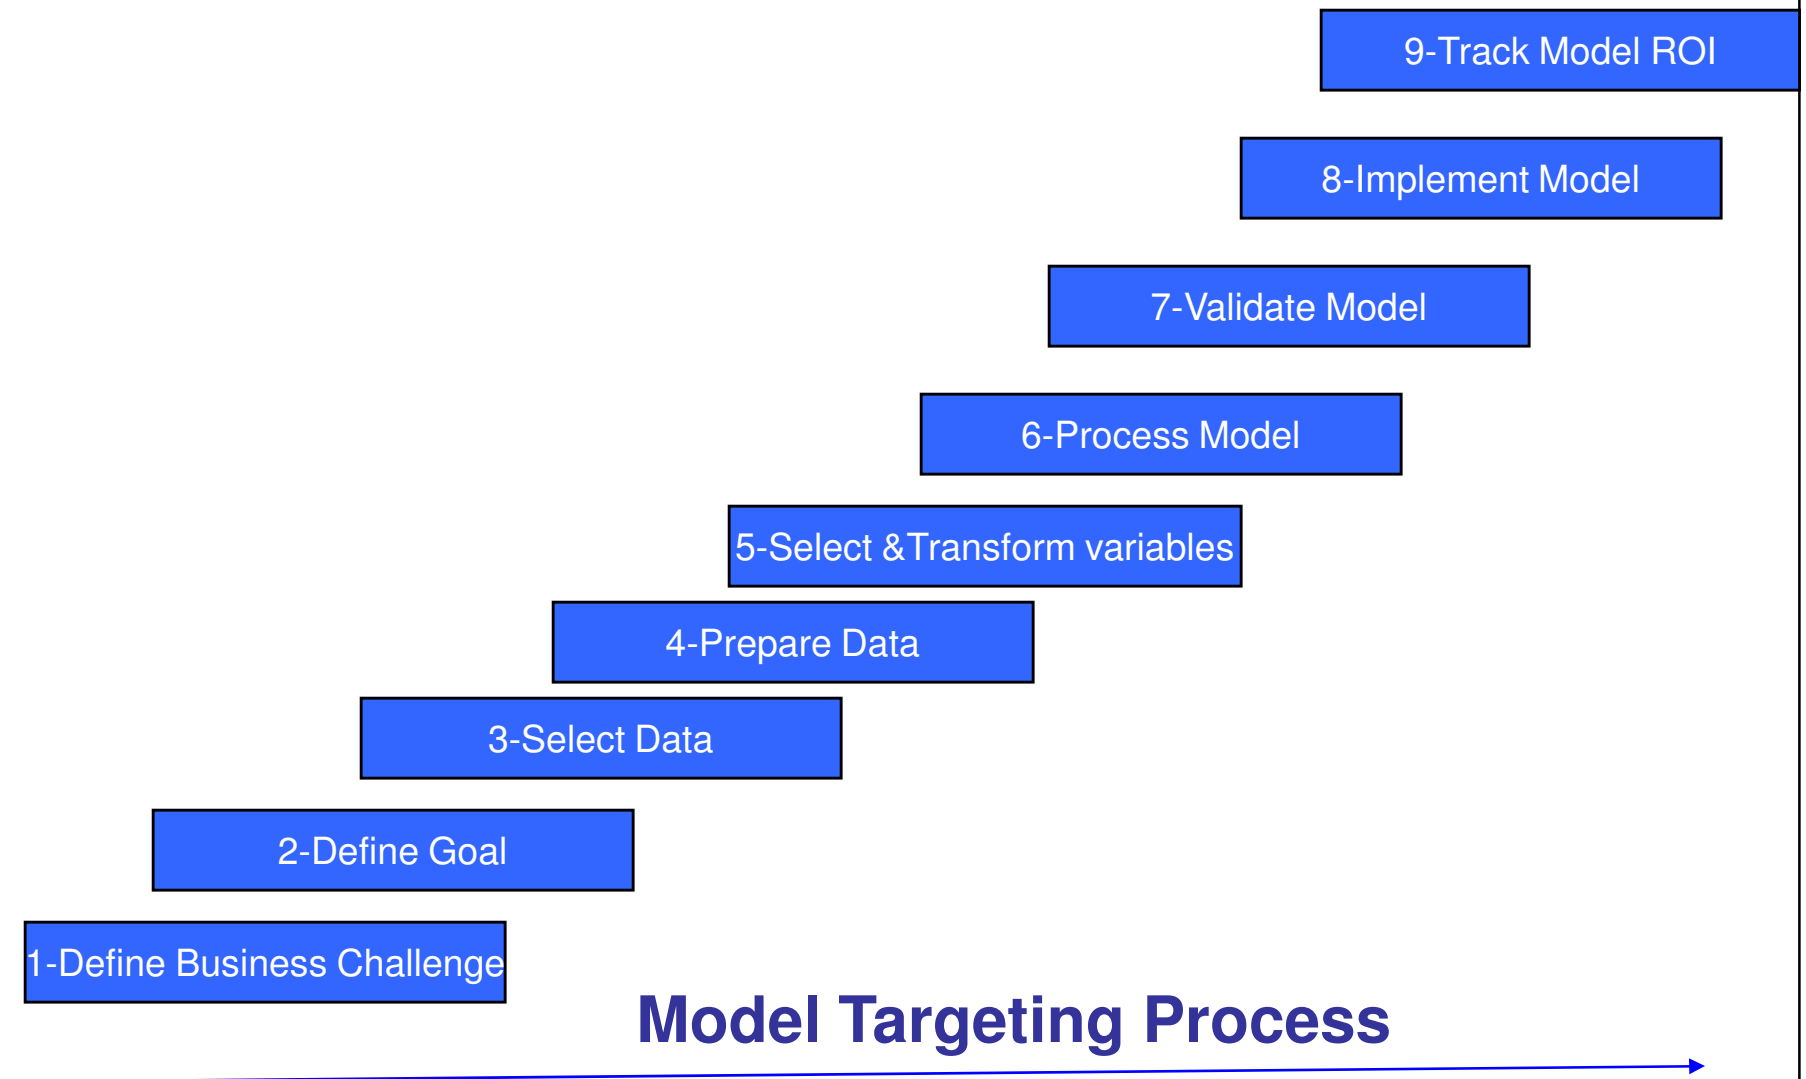 9-Track Model ROI
8-Implement Model
7-Validate Model
6-Process Model
5-Select &Transform variables
4-Prepare Data
3-Select Data
2-Define Goal
1-Define Business Challenge
Model Targeting Process